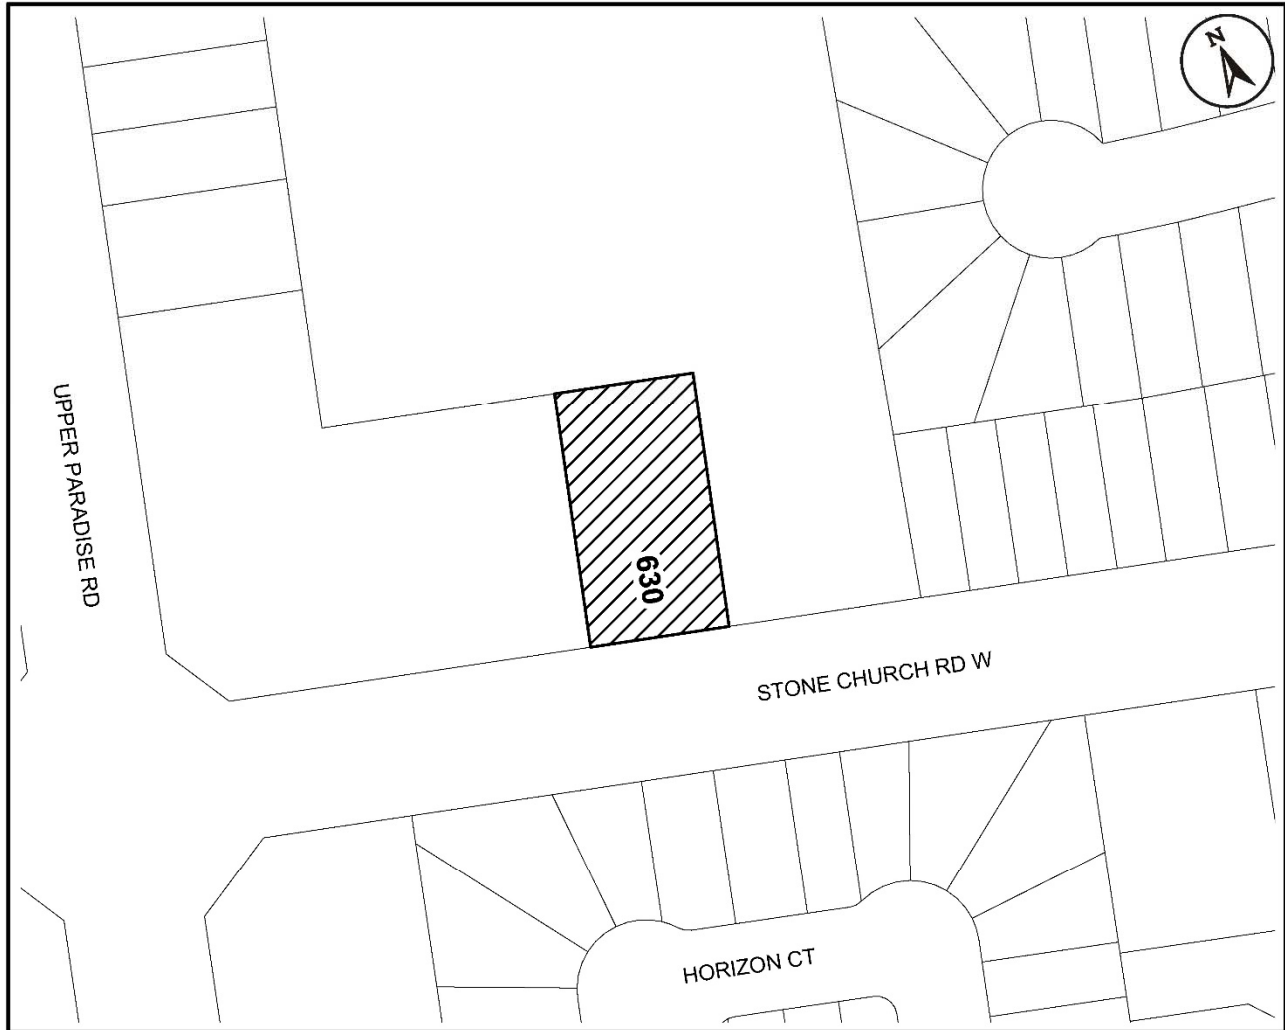 N
UPPER PARADISE RD
630
STONE CHURCH RD W
HORIZON CT